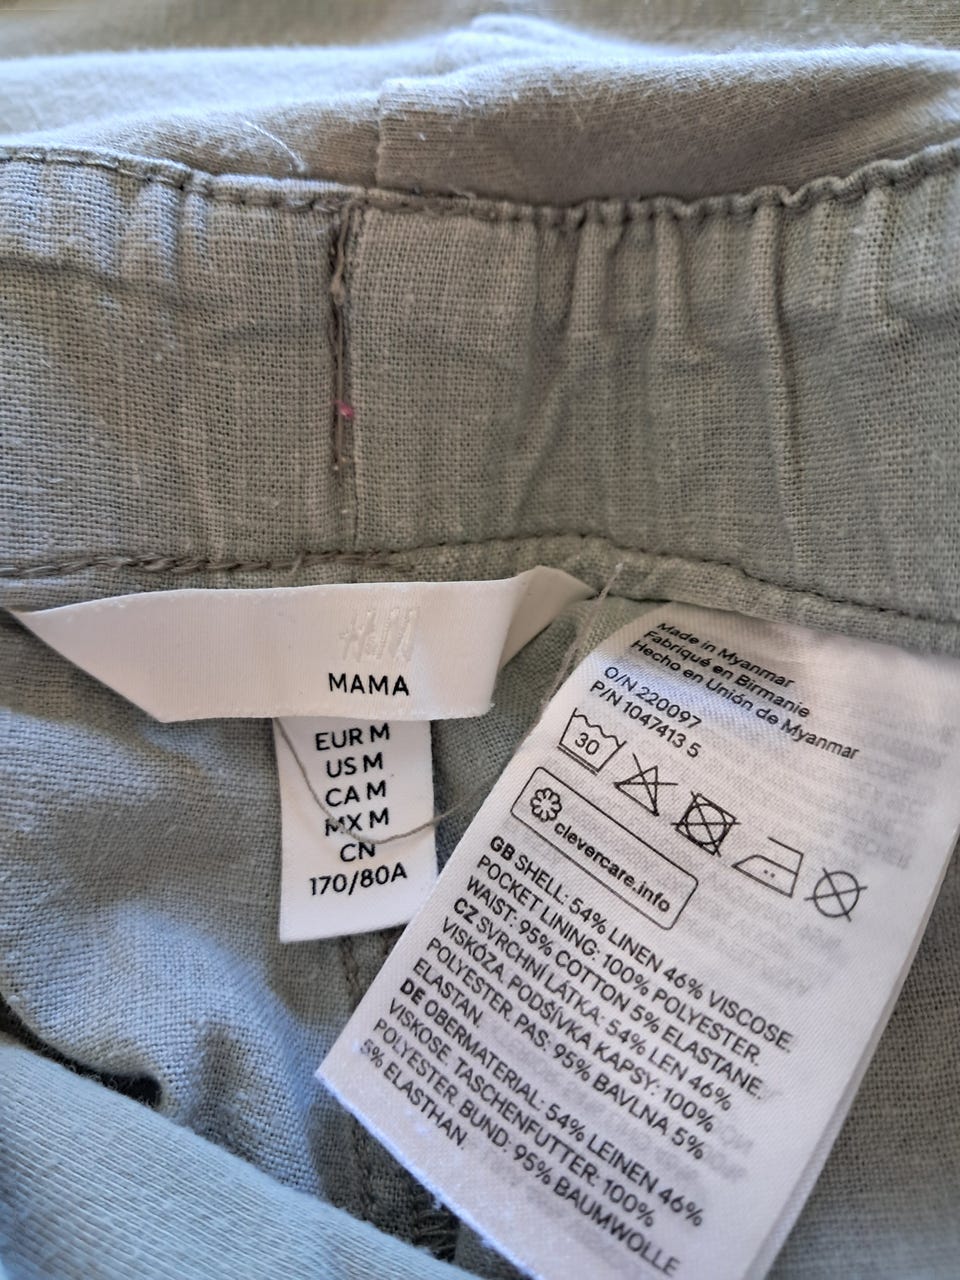 H&M
MAMA
EUR M
US M
CA M
MX M
CN
170/80A
Made in Myanmar
Fabriqué en Birmanie
Hecho en Unión de Myanmar
O/N 220097
P/N 1047413 5
30
clevercare.info
GB SHELL: 54% LINEN 46% VISCOSE.
POCKET LINING: 100% POLYESTER.
WAIST: 95% COTTON 5% ELASTANE.
CZ SVRCHNÍ LÁTKA: 54% LEN 46%
VISKÓZA. PODŠÍVKA KAPSY: 100%
POLYESTER. PAS: 95% BAVLNA 5%
ELASTAN.
DE OBERMATERIAL: 54% LEINEN 46%
VISKOSE. TASCHENFUTTER: 100%
POLYESTER. BUND: 95% BAUMWOLLE
5% ELASTHAN.